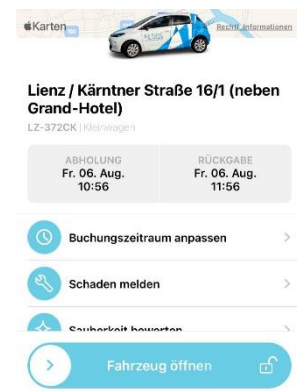 Karten
Rechtl. Informationen
Lienz / Kärntner Straße 16/1 (neben
Grand-Hotel)
LZ-372CK | Kleinwagen
ABHOLUNG
Fr. 06. Aug.
10:56
RÜCKGABE
Fr. 06. Aug.
11:56
Buchungszeitraum anpassen
Schaden melden
Sauberkeit bewerten
Fahrzeug öffnen